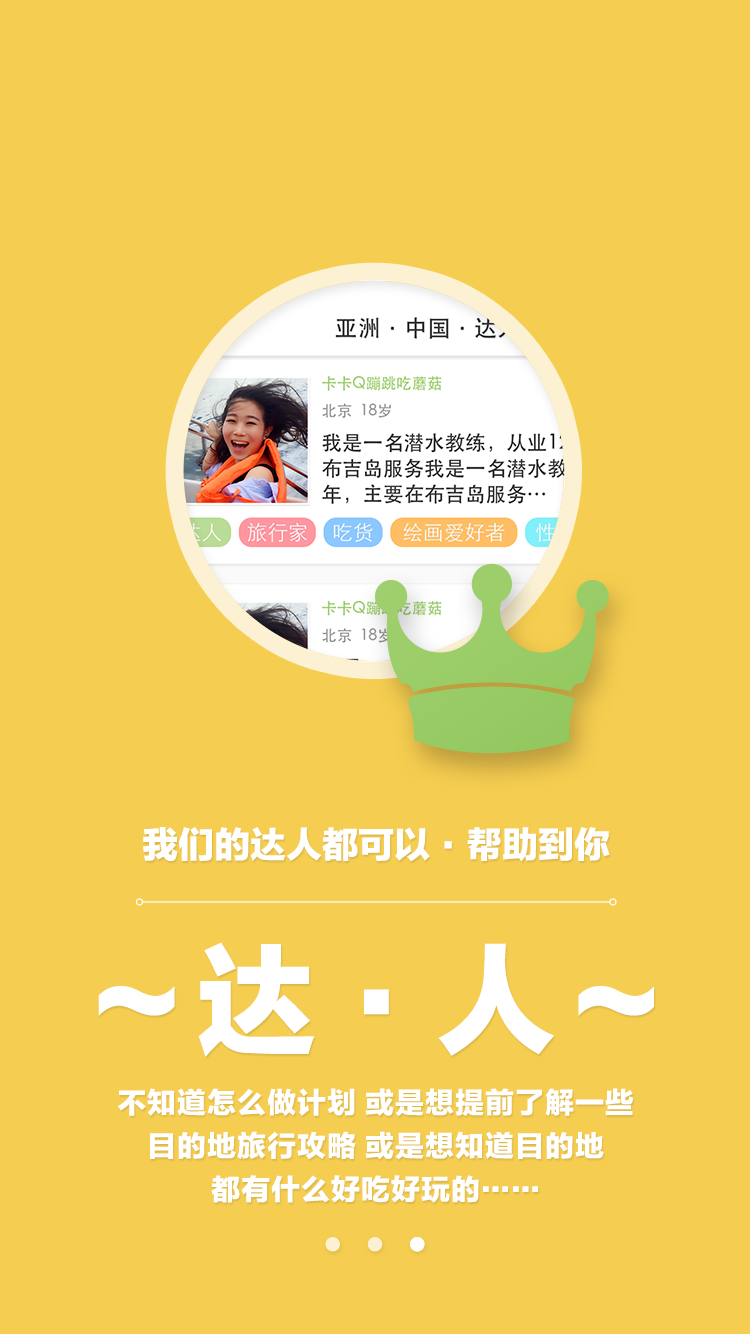 亚洲·中国·达
卡卡Q蹦跳吃蘑菇
北京 18岁
我是一名潜水教练，从业1
布吉岛服务我是一名潜水教
年，主要在布吉岛服务…
达人 旅行家 吃货 绘画爱好者 性
卡卡Q蹦 吃蘑菇
北京 18岁
我们的达人都可以·帮助到你
~达·人~
不知道怎么做计划 或是想提前了解一些
目的地旅行攻略 或是想知道目的地
都有什么好吃好玩的……